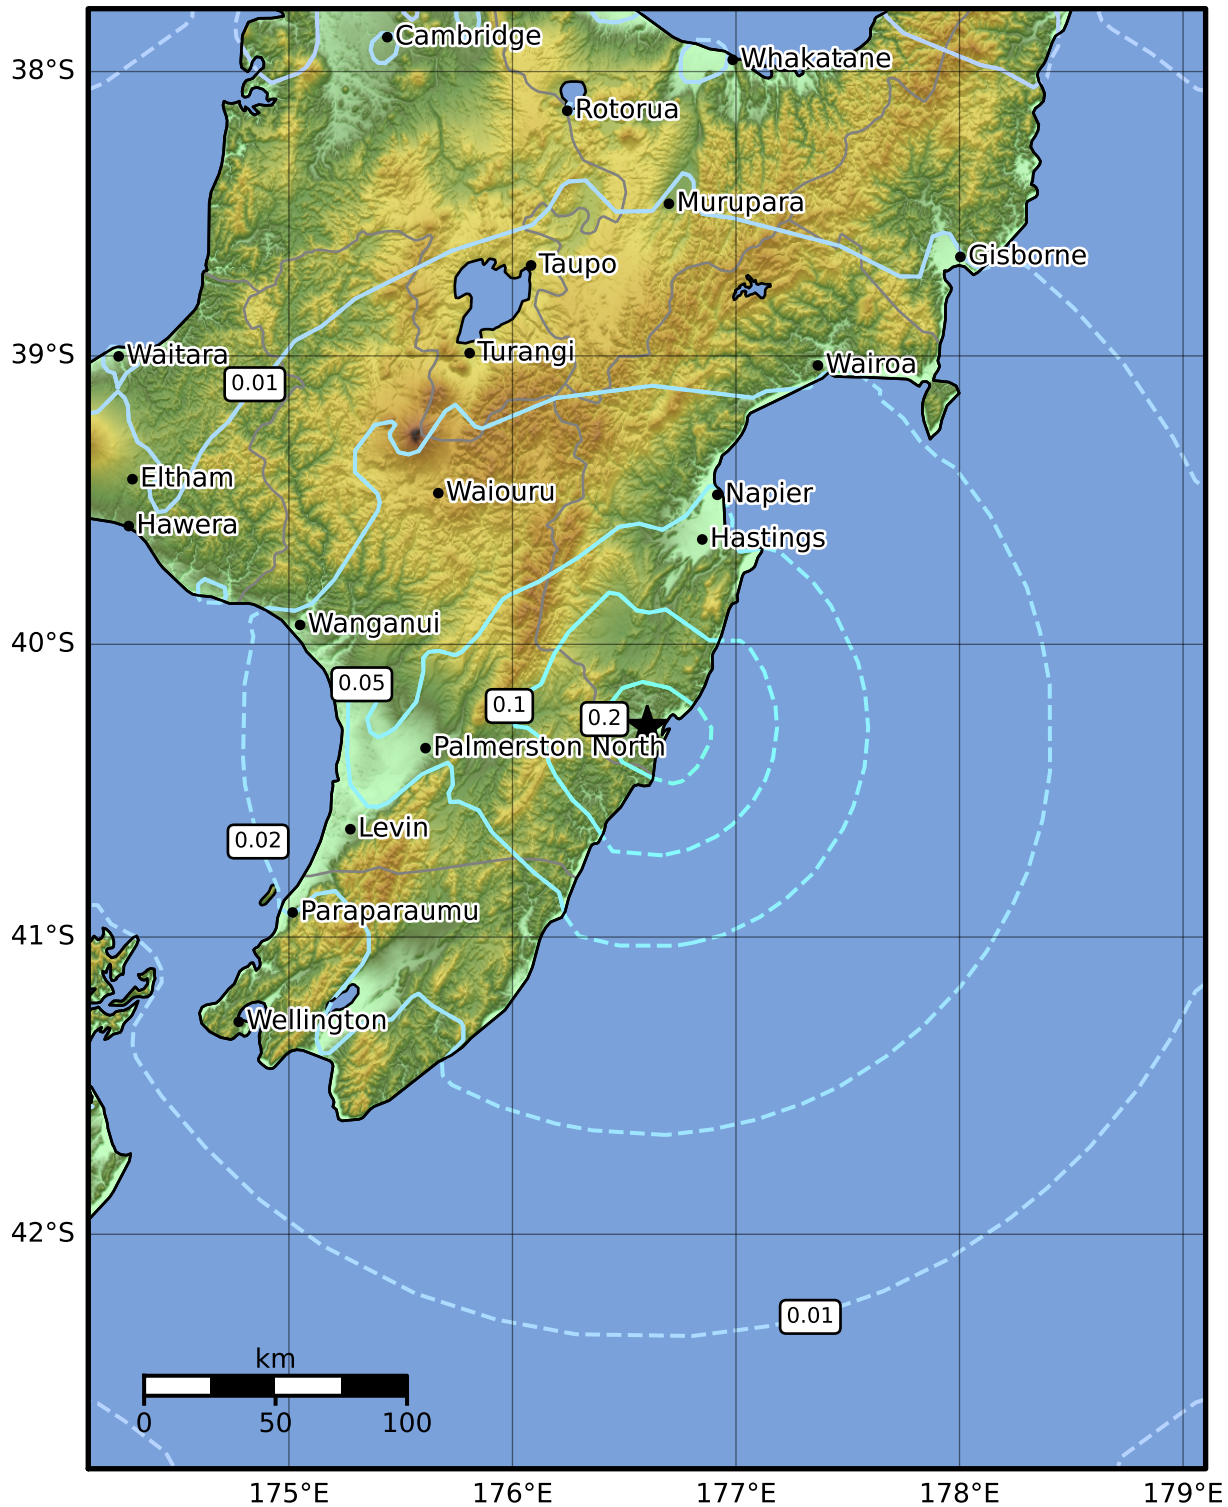 Cambridge
Whakatane
38°S
Rotorua
Murupara
Gisborne
Taupo
Waitara
39°S
Turangi
Wairoa
0.01
Eltham
Waiouru
Napier
Hawera
Hastings
Wanganui
40°S
0.05
0.1
0.2
Palmerston North
Levin
0.02
Paraparaumu
41°S
Wellington
42°S
0.01
km
0 50 100
175°E 176°E 177°E 178°E 179°E